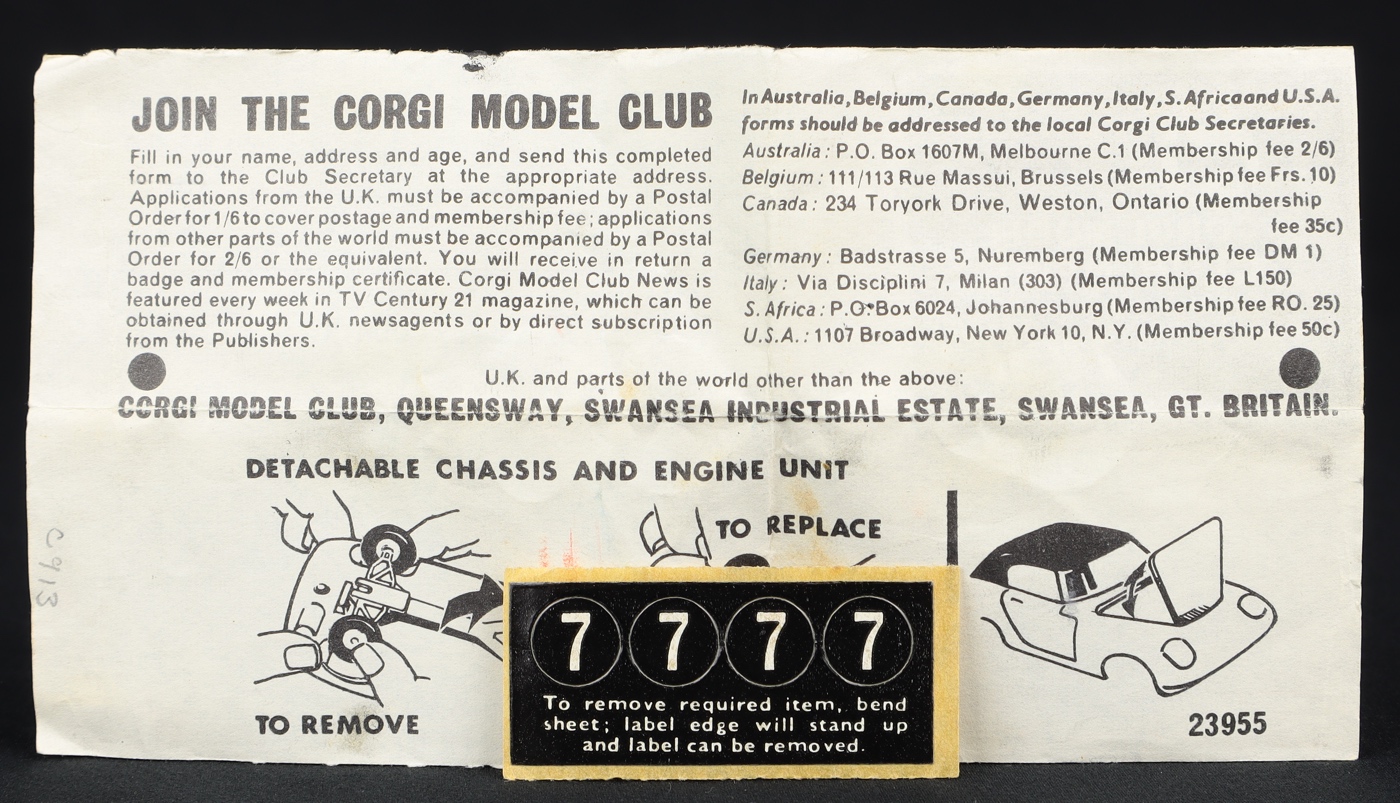 JOIN THE CORGI MODEL CLUB
Fill in your name, address and age, and send this completed
form to the Club Secretary at the appropriate address.
Applications from the U.K. must be accompanied by a Postal
Order for 1/6 to cover postage and membership fee; applications
from other parts of the world must be accompanied by a Postal
Order for 2/6 or the equivalent. You will receive in return a
badge and membership certificate. Corgi Model Club News is
featured every week in TV Century 21 magazine, which can be
obtained through U.K. newsagents or by direct subscription
from the Publishers.
In Australia, Belgium, Canada, Germany, Italy, S. Africa and U.S.A.
forms should be addressed to the local Corgi Club Secretaries.
Australia: P.O. Box 1607M, Melbourne C.1 (Membership fee 2/6)
Belgium: 111/113 Rue Massui, Brussels (Membership fee Frs. 10)
Canada: 234 Toryork Drive, Weston, Ontario (Membership
fee 35c)
Germany: Badstrasse 5, Nuremberg (Membership fee DM 1)
Italy: Via Disciplini 7, Milan (303) (Membership fee L150)
S. Africa: P.O. Box 6024, Johannesburg (Membership fee RO. 25)
U.S.A.: 1107 Broadway, New York 10, N.Y. (Membership fee 50c)
U.K. and parts of the world other than the above:
CORGI MODEL CLUB, QUEENSWAY, SWANSEA INDUSTRIAL ESTATE, SWANSEA, GT. BRITAIN.
DETACHABLE CHASSIS AND ENGINE UNIT
TO REPLACE
C913
7 7 7 7
To remove required item, bend
sheet; label edge will stand up
and label can be removed.
TO REMOVE
23955